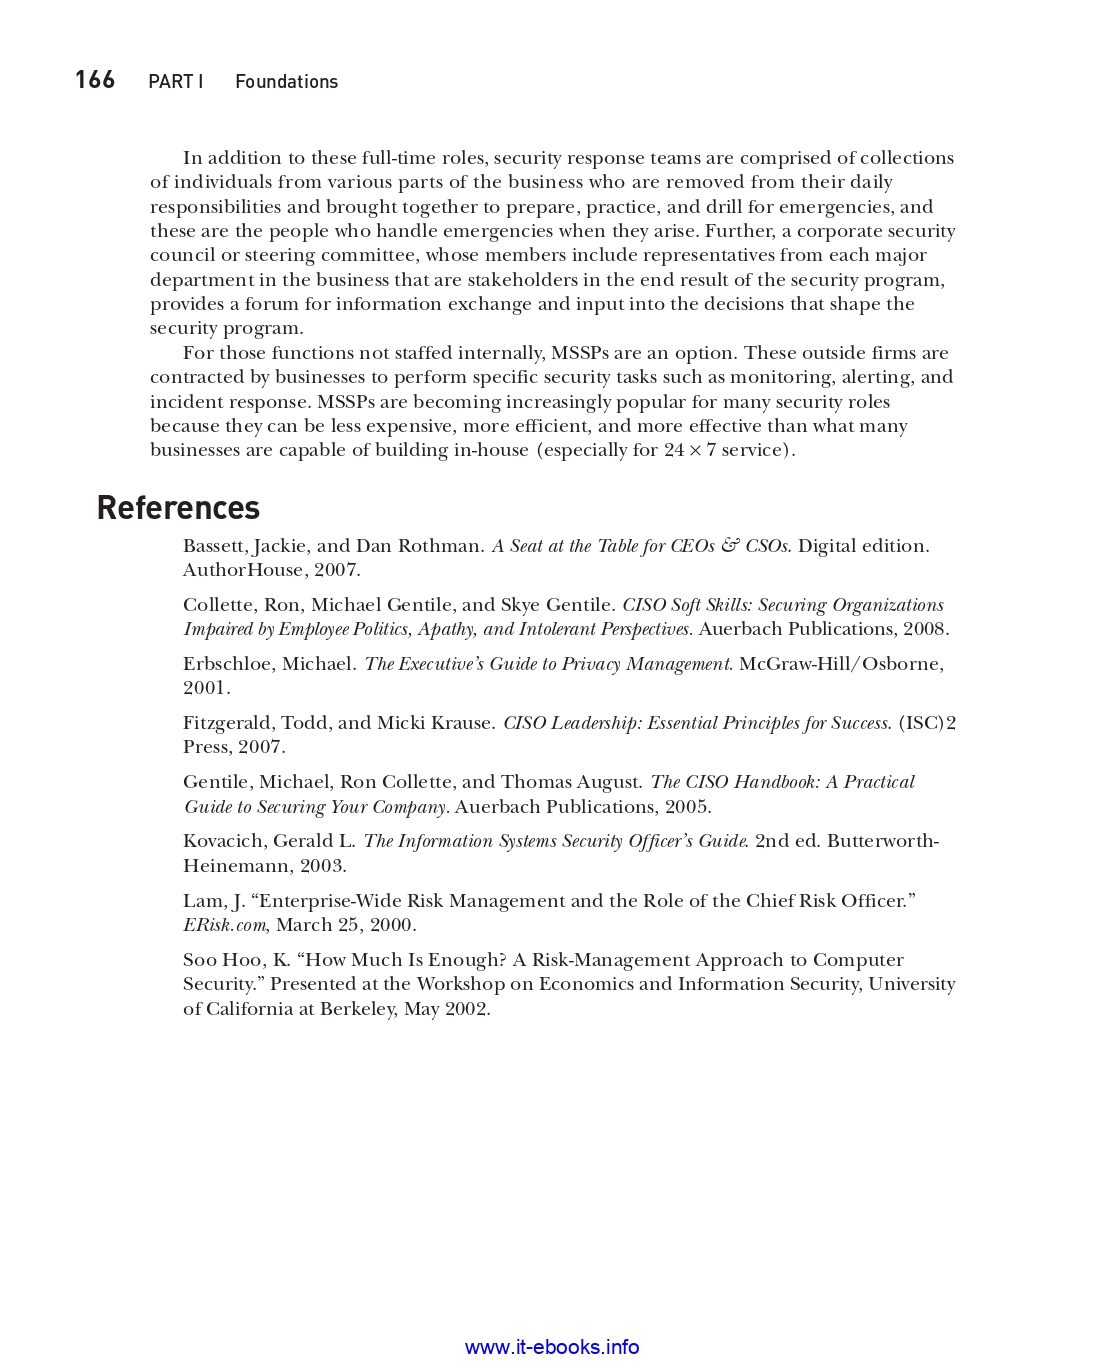 166 PART I Foundations
In addition to these full-time roles, security response teams are comprised of collections
of individuals from various parts of the business who are removed from their daily
responsibilities and brought together to prepare, practice, and drill for emergencies, and
these are the people who handle emergencies when they arise. Further, a corporate security
council or steering committee, whose members include representatives from each major
department in the business that are stakeholders in the end result of the security program,
provides a forum for information exchange and input into the decisions that shape the
security program.
For those functions not staffed internally, MSSPs are an option. These outside firms are
contracted by businesses to perform specific security tasks such as monitoring, alerting, and
incident response. MSSPs are becoming increasingly popular for many security roles
because they can be less expensive, more efficient, and more effective than what many
businesses are capable of building in-house (especially for 24 × 7 service).
References
Bassett, Jackie, and Dan Rothman. A Seat at the Table for CEOs & CSOs. Digital edition.
AuthorHouse, 2007.
Collette, Ron, Michael Gentile, and Skye Gentile. CISO Soft Skills: Securing Organizations
Impaired by Employee Politics, Apathy, and Intolerant Perspectives. Auerbach Publications, 2008.
Erbschloe, Michael. The Executive’s Guide to Privacy Management. McGraw-Hill/Osborne,
2001.
Fitzgerald, Todd, and Micki Krause. CISO Leadership: Essential Principles for Success. (ISC)2
Press, 2007.
Gentile, Michael, Ron Collette, and Thomas August. The CISO Handbook: A Practical
Guide to Securing Your Company. Auerbach Publications, 2005.
Kovacich, Gerald L. The Information Systems Security Officer’s Guide. 2nd ed. Butterworth-
Heinemann, 2003.
Lam, J. “Enterprise-Wide Risk Management and the Role of the Chief Risk Officer.”
ERisk.com, March 25, 2000.
Soo Hoo, K. “How Much Is Enough? A Risk-Management Approach to Computer
Security.” Presented at the Workshop on Economics and Information Security, University
of California at Berkeley, May 2002.
www.it-ebooks.info